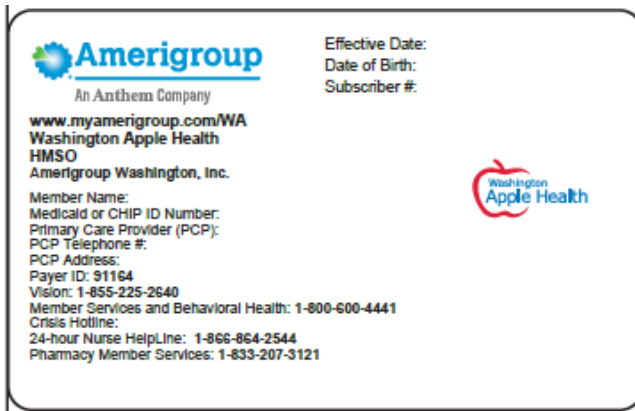 Amerigroup
An Anthem Company
Effective Date:
Date of Birth:
Subscriber #:
www.myamerigroup.com/WA
Washington Apple Health
HMSO
Amerigroup Washington, Inc.
Washington
Apple Health
Member Name:
Medicaid or CHIP ID Number:
Primary Care Provider (PCP):
PCP Telephone #:
PCP Address:
Payer ID: 91164
Vision: 1-855-225-2640
Member Services and Behavioral Health: 1-800-600-4441
Crisis Hotline:
24-hour Nurse HelpLine: 1-866-864-2544
Pharmacy Member Services: 1-833-207-3121